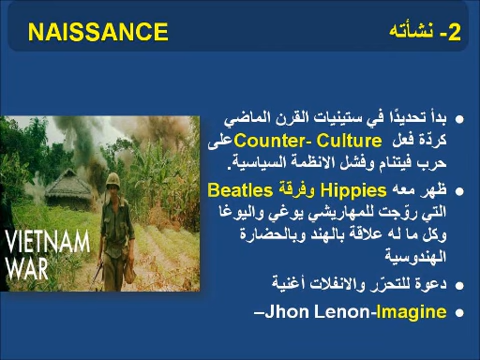 NAISSANCE
2- نشأته
بدأ تحديدًا في ستينيات القرن الماضي
كردّة فعل Counter- Culture على
حرب فيتنام وفشل الانظمة السياسية.
ظهر معه Hippies وفرقة Beatles
التي روّجت للمهاريشي يوغي واليوغا
وكل ما له علاقة بالهند وبالحضارة
الهندوسية
دعوة للتحرّر والانفلات أغنية
–Jhon Lenon-Imagine
VIETNAM
WAR